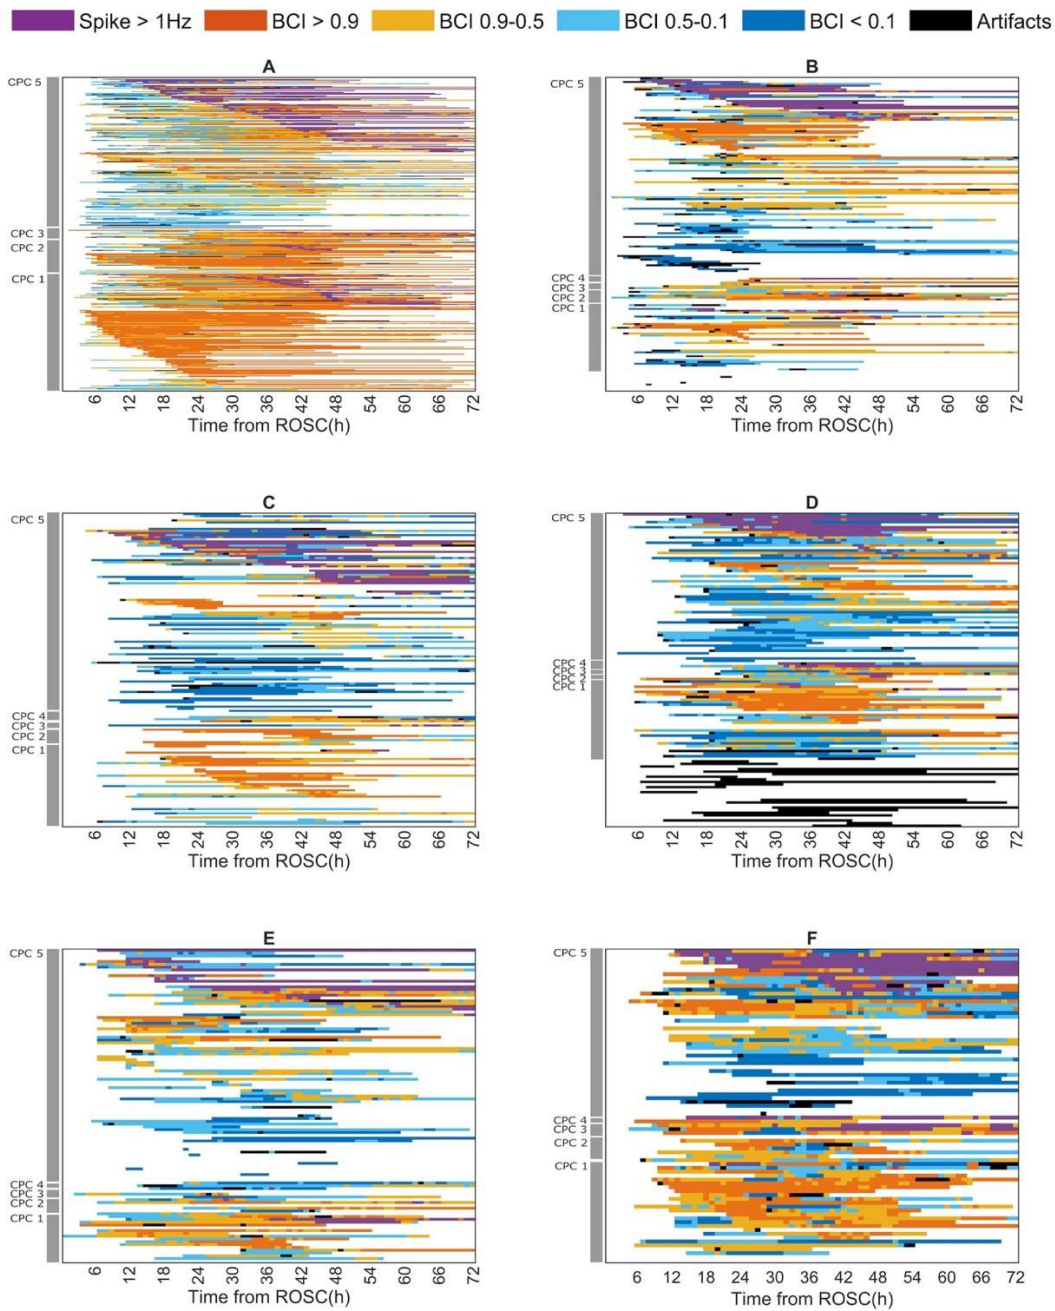 Spike > 1Hz BCI > 0.9 BCI 0.9-0.5 BCI 0.5-0.1 BCI < 0.1 Artifacts
A
CPC 5
CPC 3
CPC 2
CPC 1
6 12 18 24 30 36 42 48 54 60 66 72
Time from ROSC(h)
B
CPC 5
CPC 4
CPC 3
CPC 2
CPC 1
6 12 18 24 30 36 42 48 54 60 66 72
Time from ROSC(h)
C
CPC 5
CPC 4
CPC 3
CPC 2
CPC 1
6 12 18 24 30 36 42 48 54 60 66 72
Time from ROSC(h)
D
CPC 5
CPC 4
CPC 3
CPC 2
CPC 1
6 12 18 24 30 36 42 48 54 60 66 72
Time from ROSC(h)
E
CPC 5
CPC 4
CPC 3
CPC 2
CPC 1
6 12 18 24 30 36 42 48 54 60 66 72
Time from ROSC(h)
F
CPC 5
CPC 4
CPC 3
CPC 2
CPC 1
6 12 18 24 30 36 42 48 54 60 66 72
Time from ROSC(h)